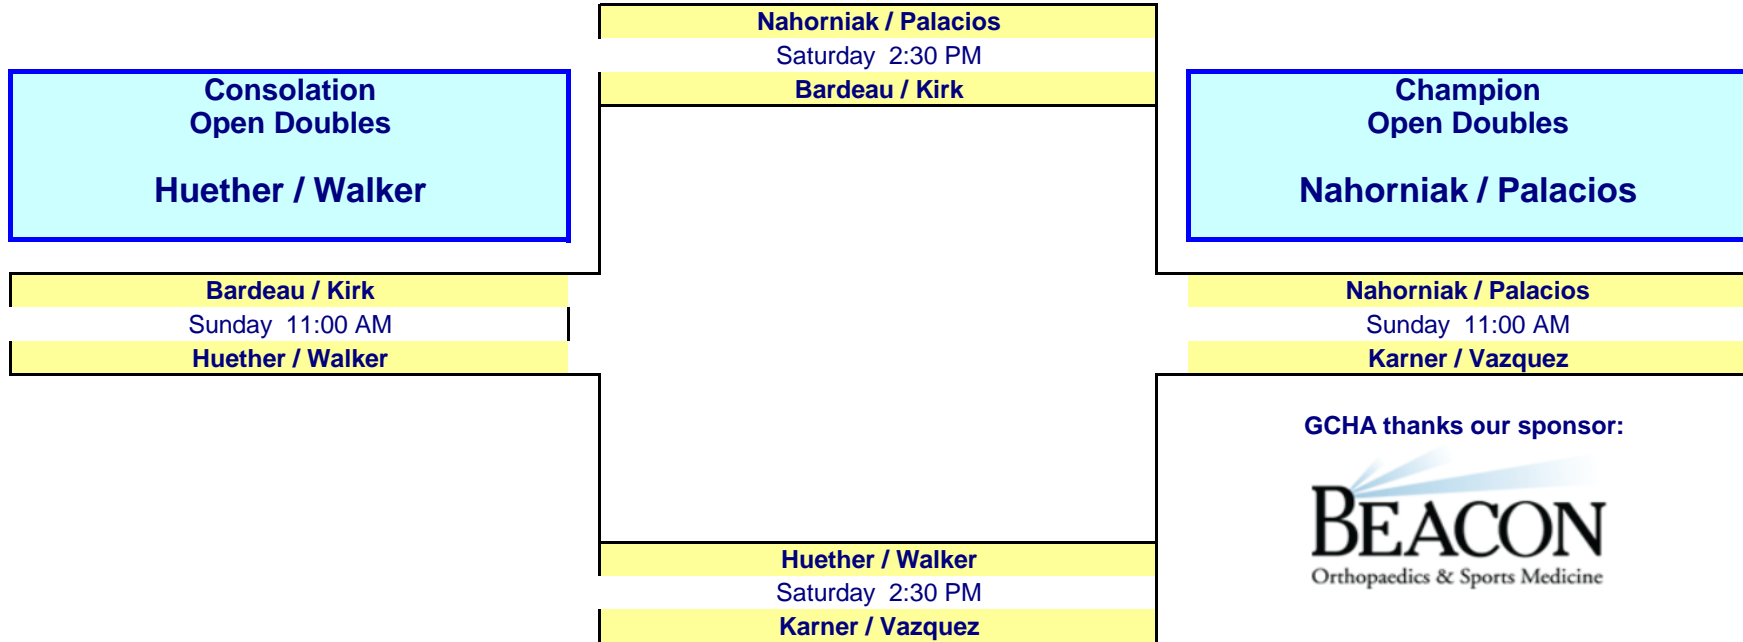 Nahorniak / Palacios
Saturday  2:30 PM
Bardeau / Kirk
Consolation
Open Doubles
Huether / Walker
Champion
Open Doubles
Nahorniak / Palacios
Bardeau / Kirk
Sunday  11:00 AM
Huether / Walker
Nahorniak / Palacios
Sunday  11:00 AM
Karner / Vazquez
GCHA thanks our sponsor:
BEACON
Orthopaedics & Sports Medicine
Huether / Walker
Saturday  2:30 PM
Karner / Vazquez